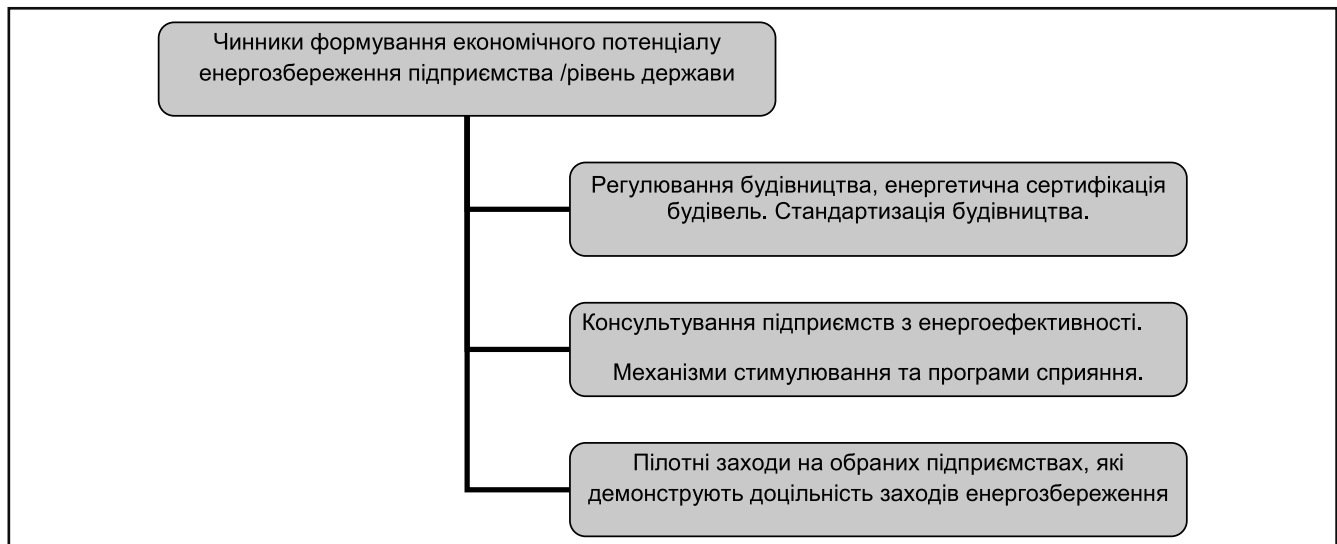 Чинники формування економічного потенціалу
енергозбереження підприємства /рівень держави
Регулювання будівництва, енергетична сертифікація
будівель. Стандартизація будівництва.
Консультування підприємств з енергоефективності.
Механізми стимулювання та програми сприяння.
Пілотні заходи на обраних підприємствах, які
демонструють доцільність заходів енергозбереження